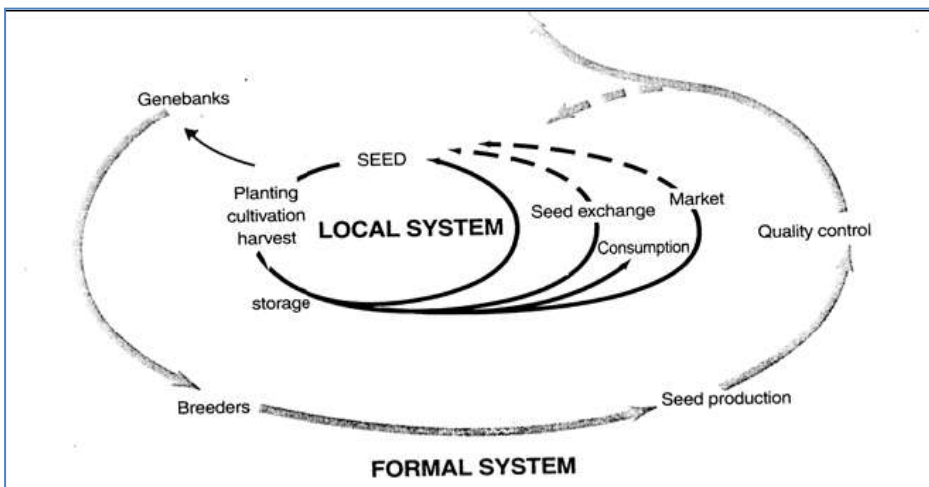 Genebanks
SEED
Planting
cultivation
harvest
LOCAL SYSTEM
Seed exchange
Market
Consumption
Quality control
storage
Breeders
Seed production
FORMAL SYSTEM